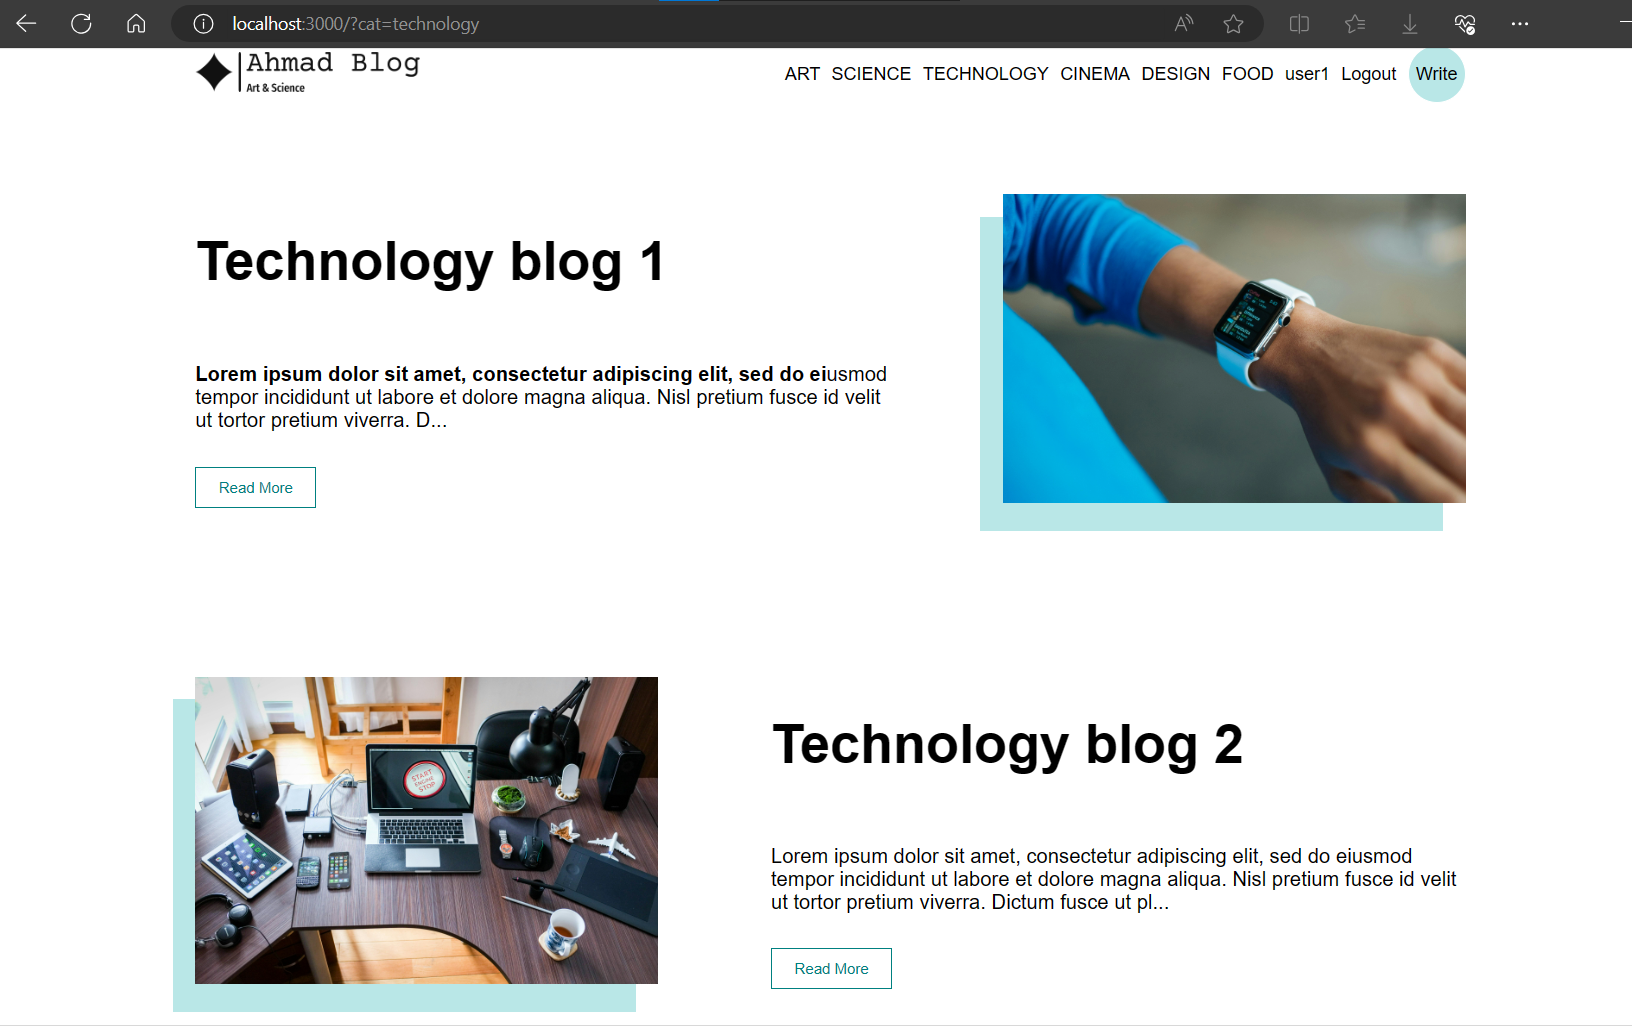 localhost:3000/?cat=technology
Ahmad Blog
Art & Science
ART SCIENCE TECHNOLOGY CINEMA DESIGN FOOD user1 Logout Write
Technology blog 1
Lorem ipsum dolor sit amet, consectetur adipiscing elit, sed do eiusmod
tempor incididunt ut labore et dolore magna aliqua. Nisl pretium fusce id velit
ut tortor pretium viverra. D...
Read More
START
ENGINE
STOP
Technology blog 2
Lorem ipsum dolor sit amet, consectetur adipiscing elit, sed do eiusmod
tempor incididunt ut labore et dolore magna aliqua. Nisl pretium fusce id velit
ut tortor pretium viverra. Dictum fusce ut pl...
Read More